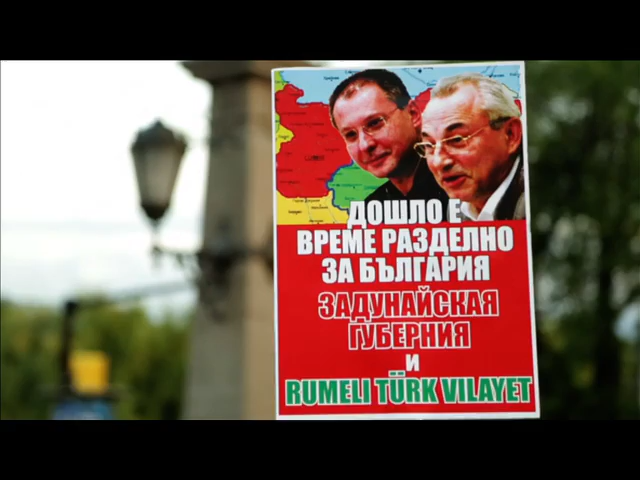 ДОШЛО Е
ВРЕМЕ РАЗДЕЛНО
ЗА БЪЛГАРИЯ
ЗАДУНАЙСКАЯ
ГУБЕРНИЯ
И
RUMELI TÜRK VILAYET